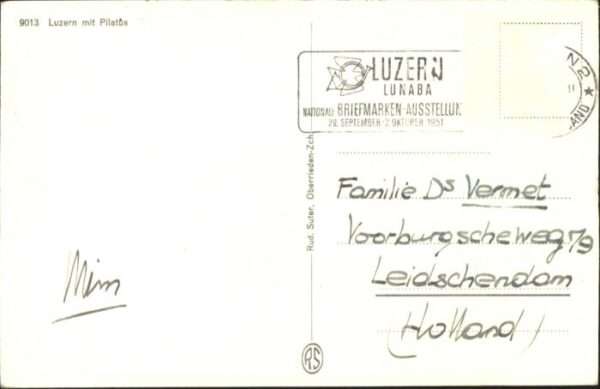 9013 Luzern mit Pilatus
LUZERN
LUNABA
NATIONALE BRIEFMARKEN-AUSSTELLUN
29. SEPTEMBER-7. OKTOBER 1951
Rud. Suter, Oberrieden-Zch.
Familie Ds Vermet
Voorburgscheweg 79
Leidschendam
(Holland)
Mim
RS